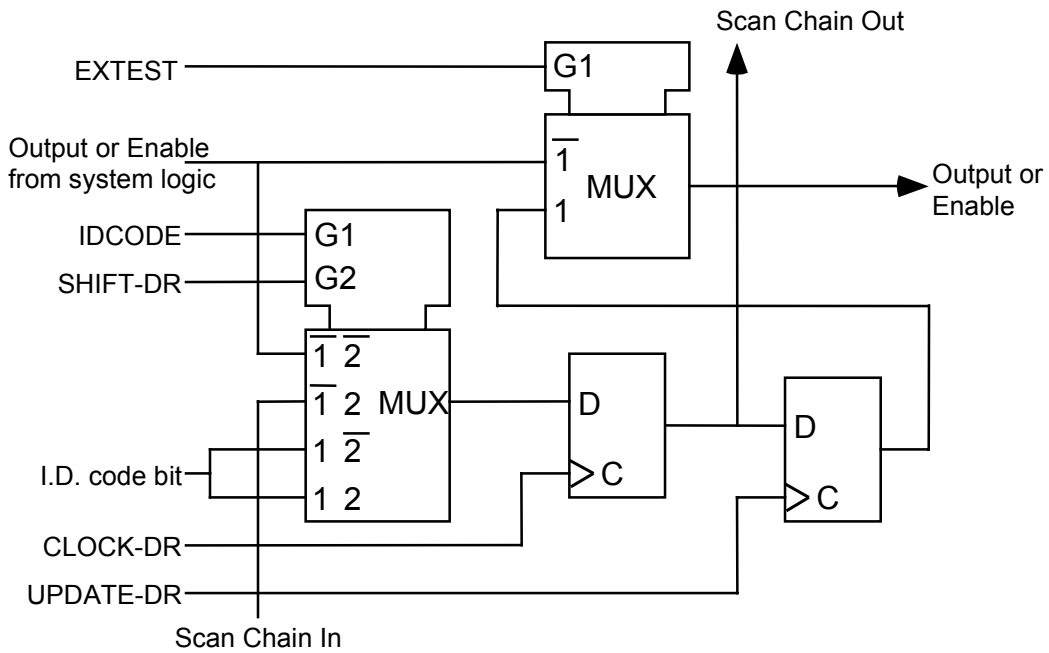 Scan Chain Out
EXTEST
G1
Output or Enable
from system logic
1
MUX
1
Output or
Enable
IDCODE
G1
SHIFT-DR
G2
1 2
1 2 MUX
1 2
1 2
D
C
D
C
I.D. code bit
CLOCK-DR
UPDATE-DR
Scan Chain In